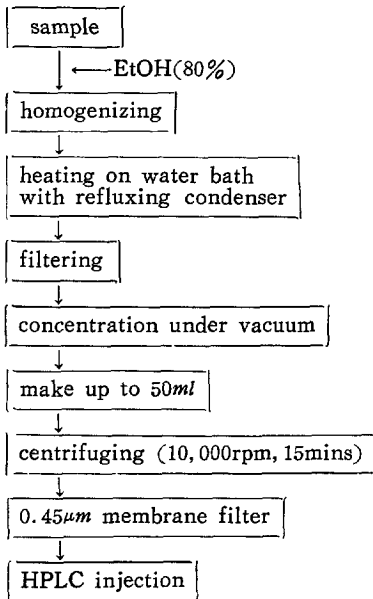 sample
EtOH(80%)
homogenizing
heating on water bath
with refluxing condenser
filtering
concentration under vacuum
make up to 50ml
centrifuging (10,000rpm, 15mins)
0.45μm membrane filter
HPLC injection